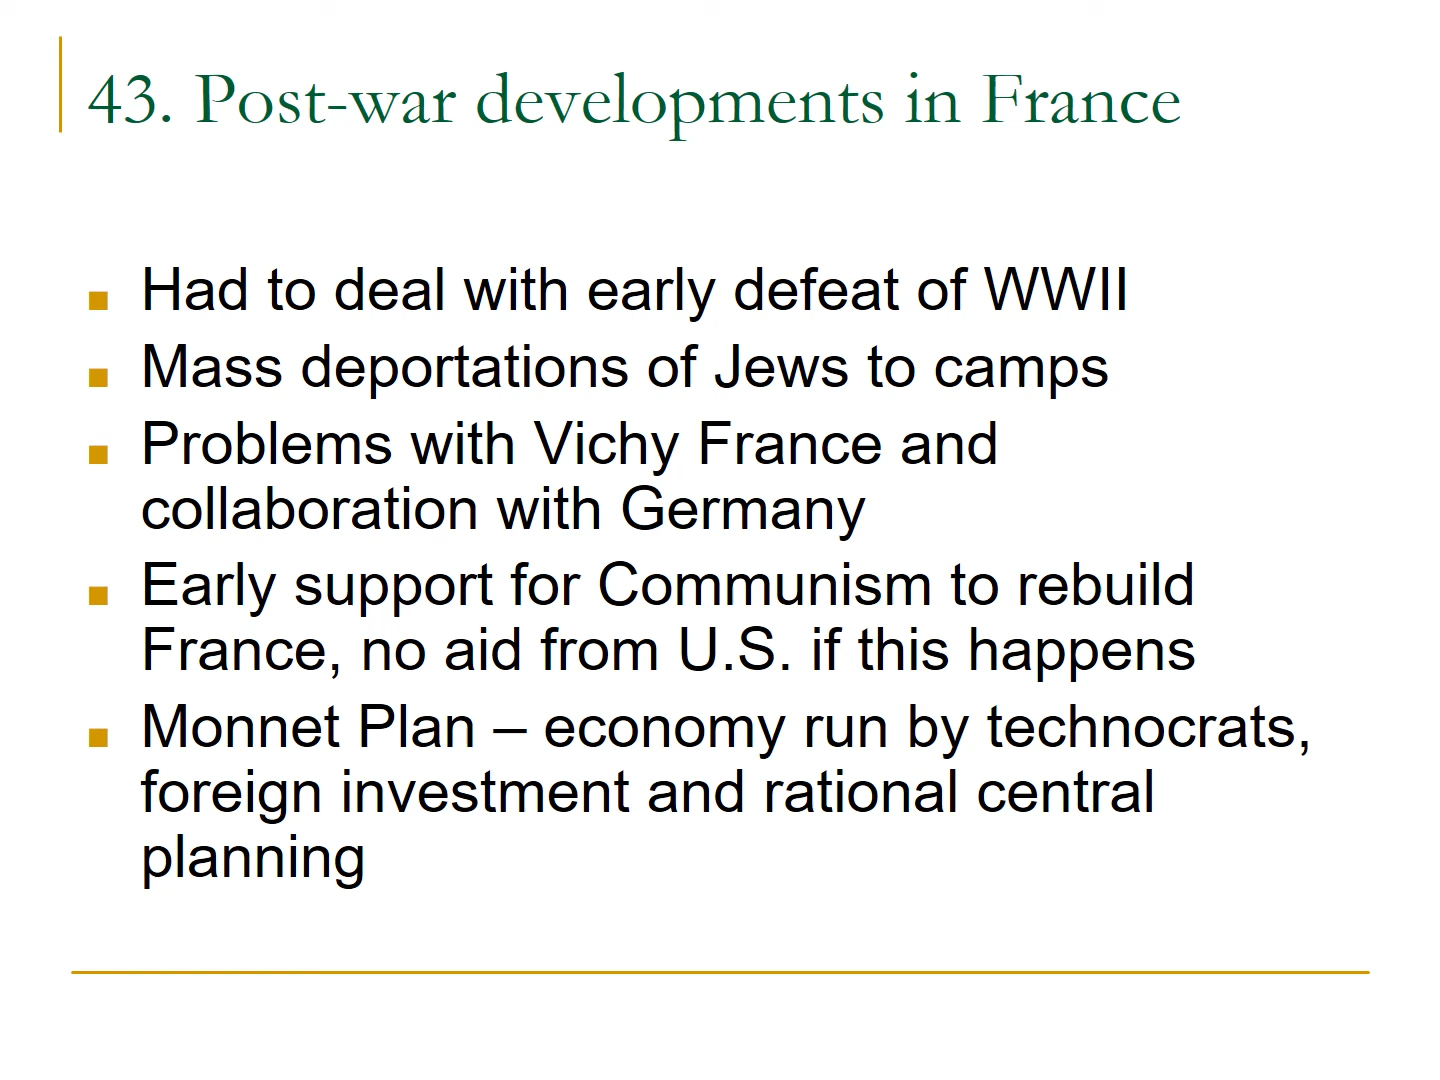 43. Post-war developments in France
Had to deal with early defeat of WWII
Mass deportations of Jews to camps
Problems with Vichy France and
collaboration with Germany
Early support for Communism to rebuild
France, no aid from U.S. if this happens
Monnet Plan – economy run by technocrats,
foreign investment and rational central
planning